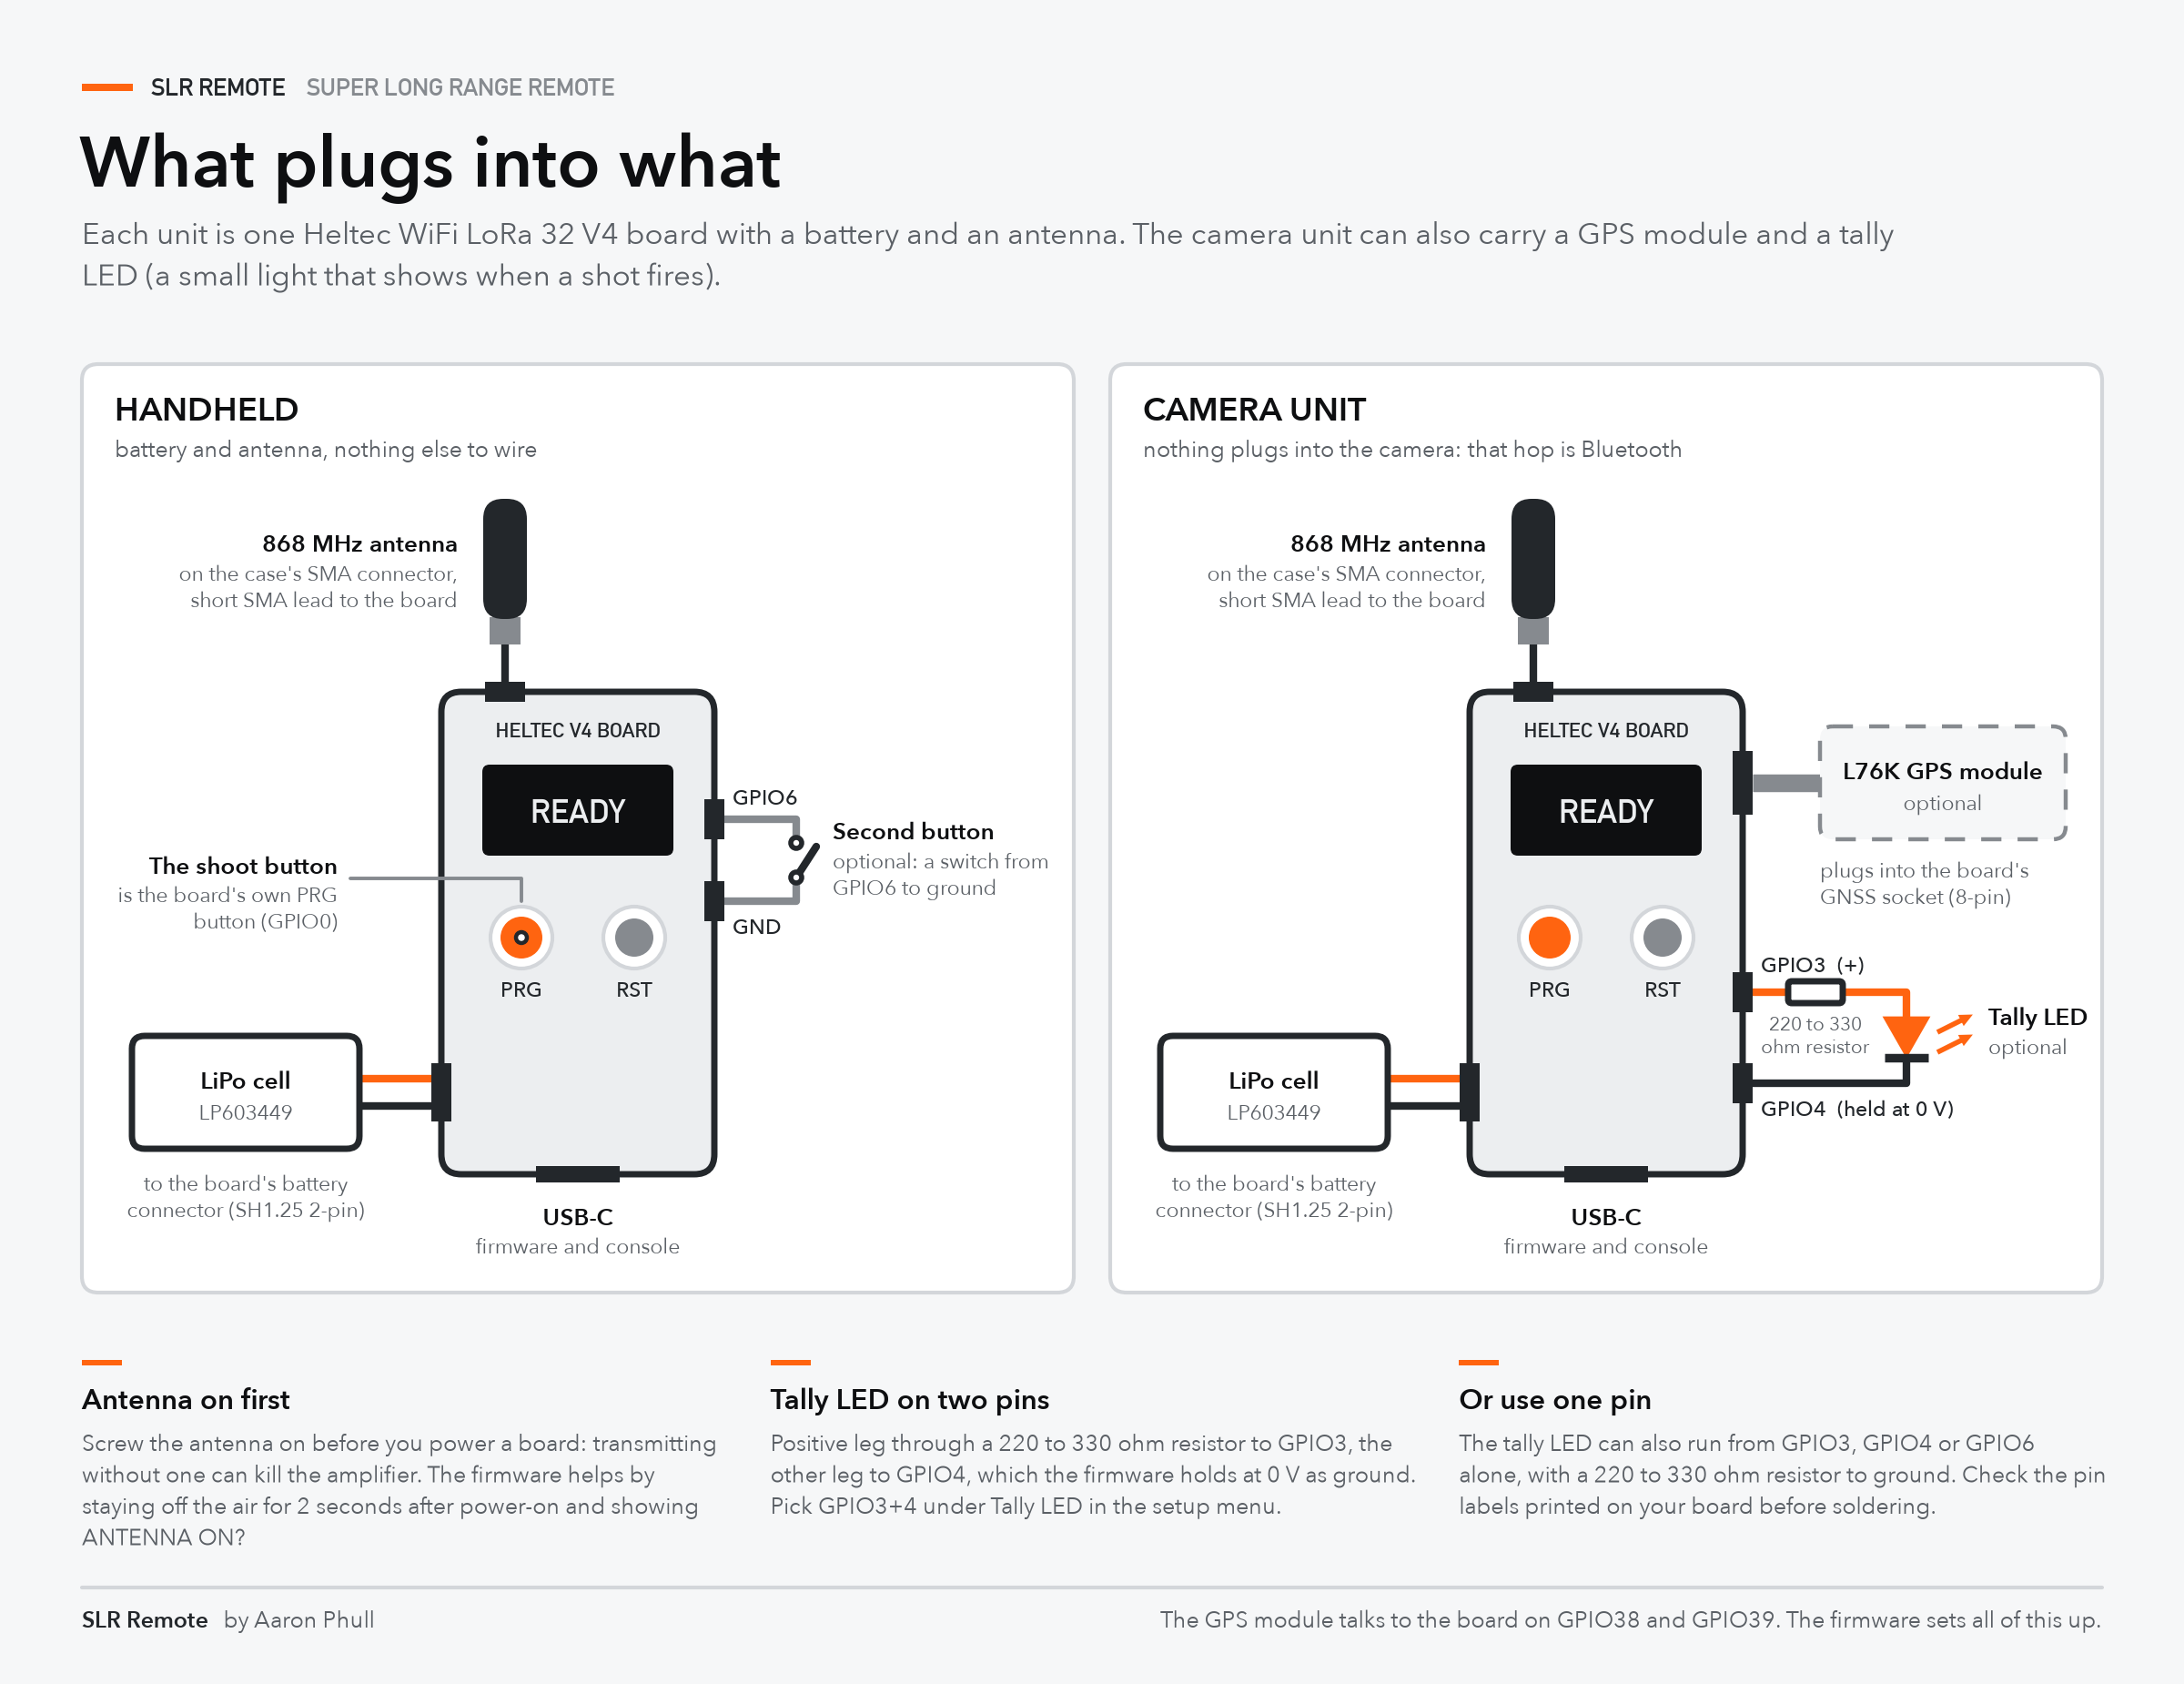 SLR REMOTE SUPER LONG RANGE REMOTE
What plugs into what
Each unit is one Heltec WiFi LoRa 32 V4 board with a battery and an antenna. The camera unit can also carry a GPS module and a tally
LED (a small light that shows when a shot fires).
HANDHELD
battery and antenna, nothing else to wire
868 MHz antenna
on the case's SMA connector,
short SMA lead to the board
HELTEC V4 BOARD
READY
GPIO6
Second button
optional: a switch from
GPIO6 to ground
GND
The shoot button
is the board's own PRG
button (GPIO0)
PRG
RST
LiPo cell
LP603449
to the board's battery
connector (SH1.25 2-pin)
USB-C
firmware and console
CAMERA UNIT
nothing plugs into the camera: that hop is Bluetooth
868 MHz antenna
on the case's SMA connector,
short SMA lead to the board
HELTEC V4 BOARD
READY
L76K GPS module
optional
plugs into the board's
GNSS socket (8-pin)
PRG
RST
GPIO3 (+)
220 to 330
ohm resistor
Tally LED
optional
GPIO4 (held at 0 V)
LiPo cell
LP603449
to the board's battery
connector (SH1.25 2-pin)
USB-C
firmware and console
Antenna on first
Screw the antenna on before you power a board: transmitting
without one can kill the amplifier. The firmware helps by
staying off the air for 2 seconds after power-on and showing
ANTENNA ON?
Tally LED on two pins
Positive leg through a 220 to 330 ohm resistor to GPIO3, the
other leg to GPIO4, which the firmware holds at 0 V as ground.
Pick GPIO3+4 under Tally LED in the setup menu.
Or use one pin
The tally LED can also run from GPIO3, GPIO4 or GPIO6
alone, with a 220 to 330 ohm resistor to ground. Check the pin
labels printed on your board before soldering.
SLR Remote by Aaron Phull
The GPS module talks to the board on GPIO38 and GPIO39. The firmware sets all of this up.